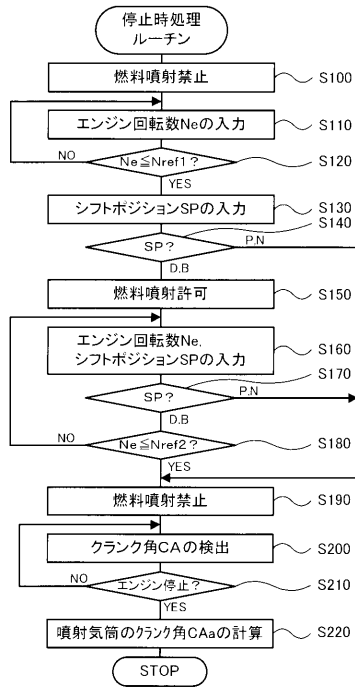 停止時処理
ルーチン
燃料噴射禁止
S100
エンジン回転数Neの入力
S110
NO
Ne≦Nref1?
S120
YES
シフトポジションSPの入力
S130
S140
SP?
P,N
D,B
燃料噴射許可
S150
エンジン回転数Ne,
シフトポジションSPの入力
S160
S170
SP?
P,N
D,B
NO
Ne≦Nref2?
S180
YES
燃料噴射禁止
S190
クランク角CAの検出
S200
NO
エンジン停止?
S210
YES
噴射気筒のクランク角CAaの計算
S220
STOP